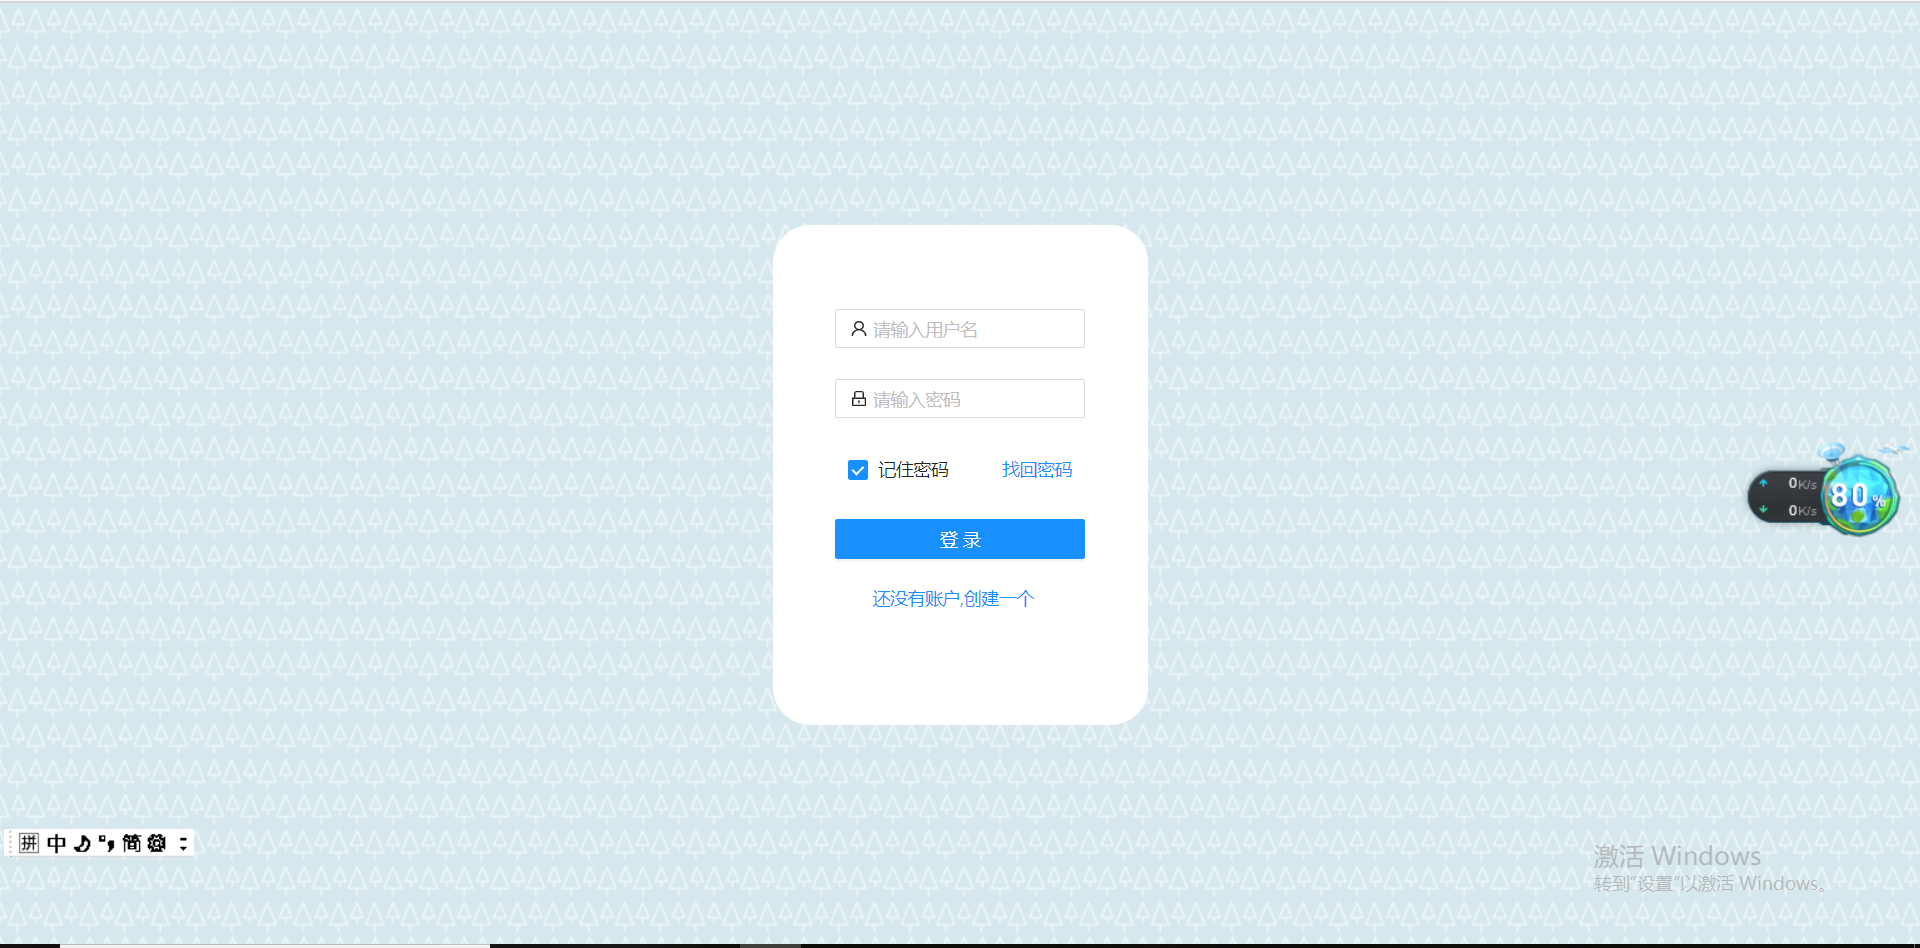 请输入用户名
请输入密码
记住密码 找回密码
登录
还没有账户,创建一个
0K/s
80%
0K/s
拼 中 简
激活 Windows
转到"设置"以激活 Windows。